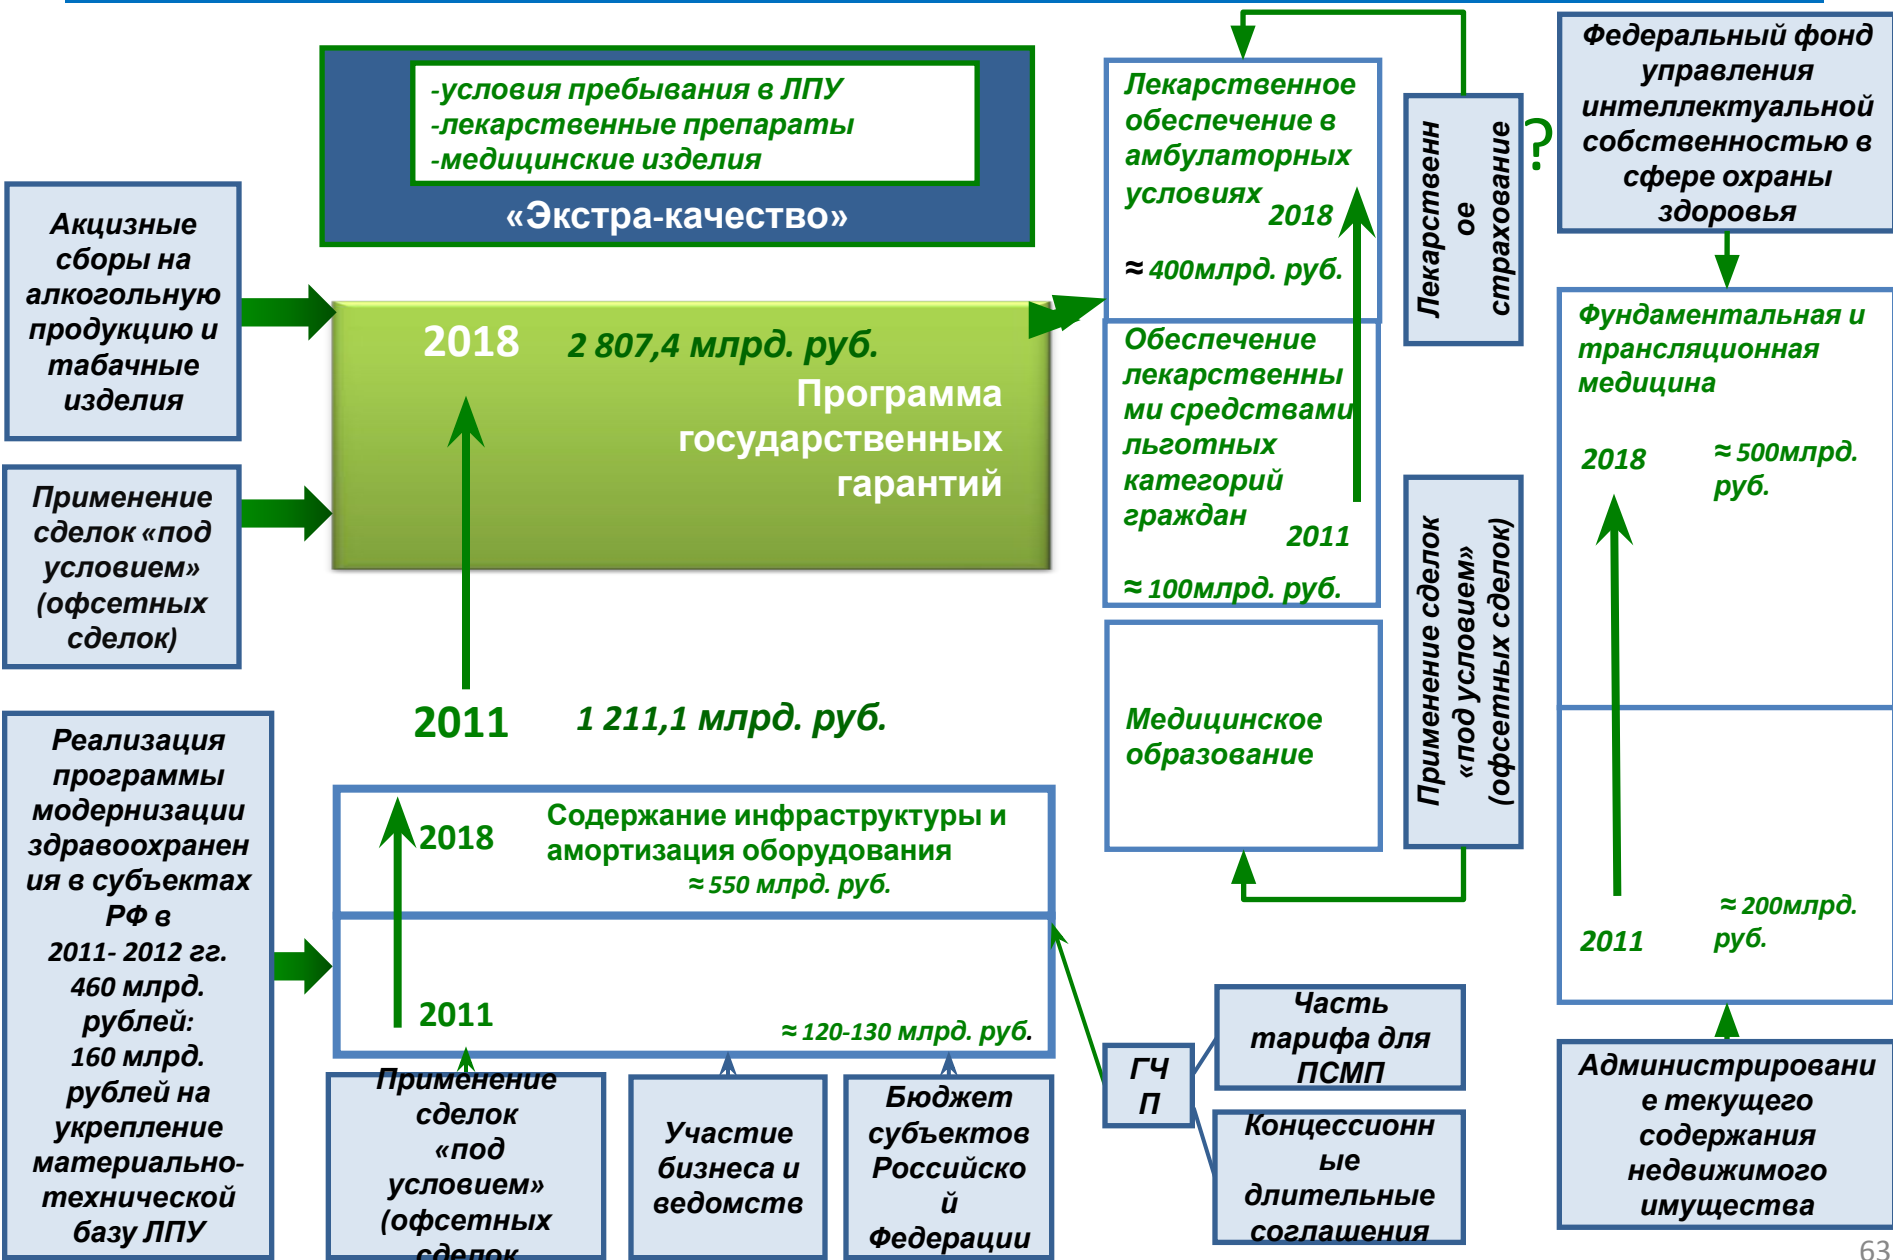 -условия пребывания в ЛПУ
-лекарственные препараты
-медицинские изделия
«Экстра-качество»
Акцизные
сборы на
алкогольную
продукцию и
табачные
изделия
Применение
сделок «под
условием»
(офсетных
сделок)
2018 2 807,4 млрд. руб.
Программа
государственных
гарантий
2011 1 211,1 млрд. руб.
Реализация
программы
модернизации
здравоохранен
ия в субъектах
РФ в
2011- 2012 гг.
460 млрд.
рублей:
160 млрд.
рублей на
укрепление
материально-
технической
базу ЛПУ
2018
Содержание инфраструктуры и
амортизация оборудования
≈ 550 млрд. руб.
2011
≈ 120-130 млрд. руб.
Применение
сделок
«под
условием»
(офсетных
сделок
Участие
бизнеса и
ведомств
Бюджет
субъектов
Российско
й
Федерации
ГЧ
П
Часть
тарифа для
ПСМП
Концессионн
ые
длительные
соглашения
Лекарственное
обеспечение в
амбулаторных
условиях
2018
≈ 400млрд. руб.
Обеспечение
лекарственны
ми средствами
льготных
категорий
граждан
2011
≈ 100млрд. руб.
Медицинское
образование
Лекарственн
ое
страхование
?
Применение сделок
«под условием»
(офсетных сделок)
Федеральный фонд
управления
интеллектуальной
собственностью в
сфере охраны
здоровья
Фундаментальная и
трансляционная
медицина
2018
≈ 500млрд.
руб.
2011
≈ 200млрд.
руб.
Администрировани
е текущего
содержания
недвижимого
имущества
63